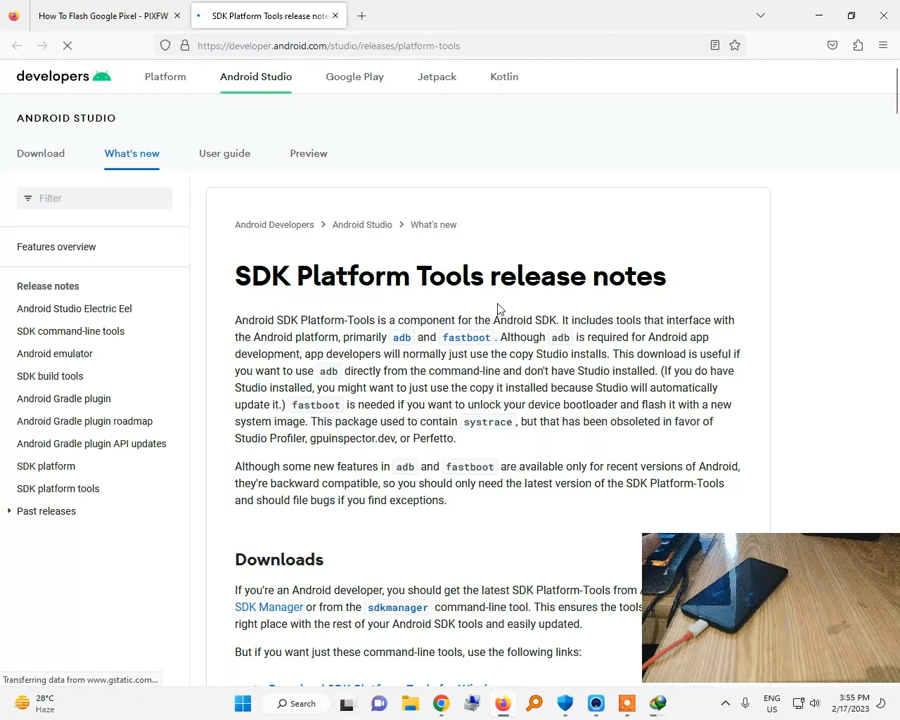 How To Flash Google Pixel - PIXFW
SDK Platform Tools release note
https://developer.android.com/studio/releases/platform-tools
developers
Platform
Android Studio
Google Play
Jetpack
Kotlin
ANDROID STUDIO
Download
What's new
User guide
Preview
Filter
Features overview
Release notes
Android Studio Electric Eel
SDK command-line tools
Android emulator
SDK build tools
Android Gradle plugin
Android Gradle plugin roadmap
Android Gradle plugin API updates
SDK platform
SDK platform tools
Past releases
Android Developers > Android Studio > What's new
SDK Platform Tools release notes
Android SDK Platform-Tools is a component for the Android SDK. It includes tools that interface with
the Android platform, primarily adb and fastboot. Although adb is required for Android app
development, app developers will normally just use the copy Studio installs. This download is useful if
you want to use adb directly from the command-line and don't have Studio installed. (If you do have
Studio installed, you might want to just use the copy it installed because Studio will automatically
update it.) fastboot is needed if you want to unlock your device bootloader and flash it with a new
system image. This package used to contain systrace, but that has been obsoleted in favor of
Studio Profiler, gpuinspector.dev, or Perfetto.
Although some new features in adb and fastboot are available only for recent versions of Android,
they're backward compatible, so you should only need the latest version of the SDK Platform-Tools
and should file bugs if you find exceptions.
Downloads
If you're an Android developer, you should get the latest SDK Platform-Tools from
SDK Manager or from the sdkmanager command-line tool. This ensures the tools
right place with the rest of your Android SDK tools and easily updated.
But if you want just these command-line tools, use the following links:
Transferring data from www.gstatic.com...
28°C
Haze
Search
ENG
US
3:55 PM
2/17/2023